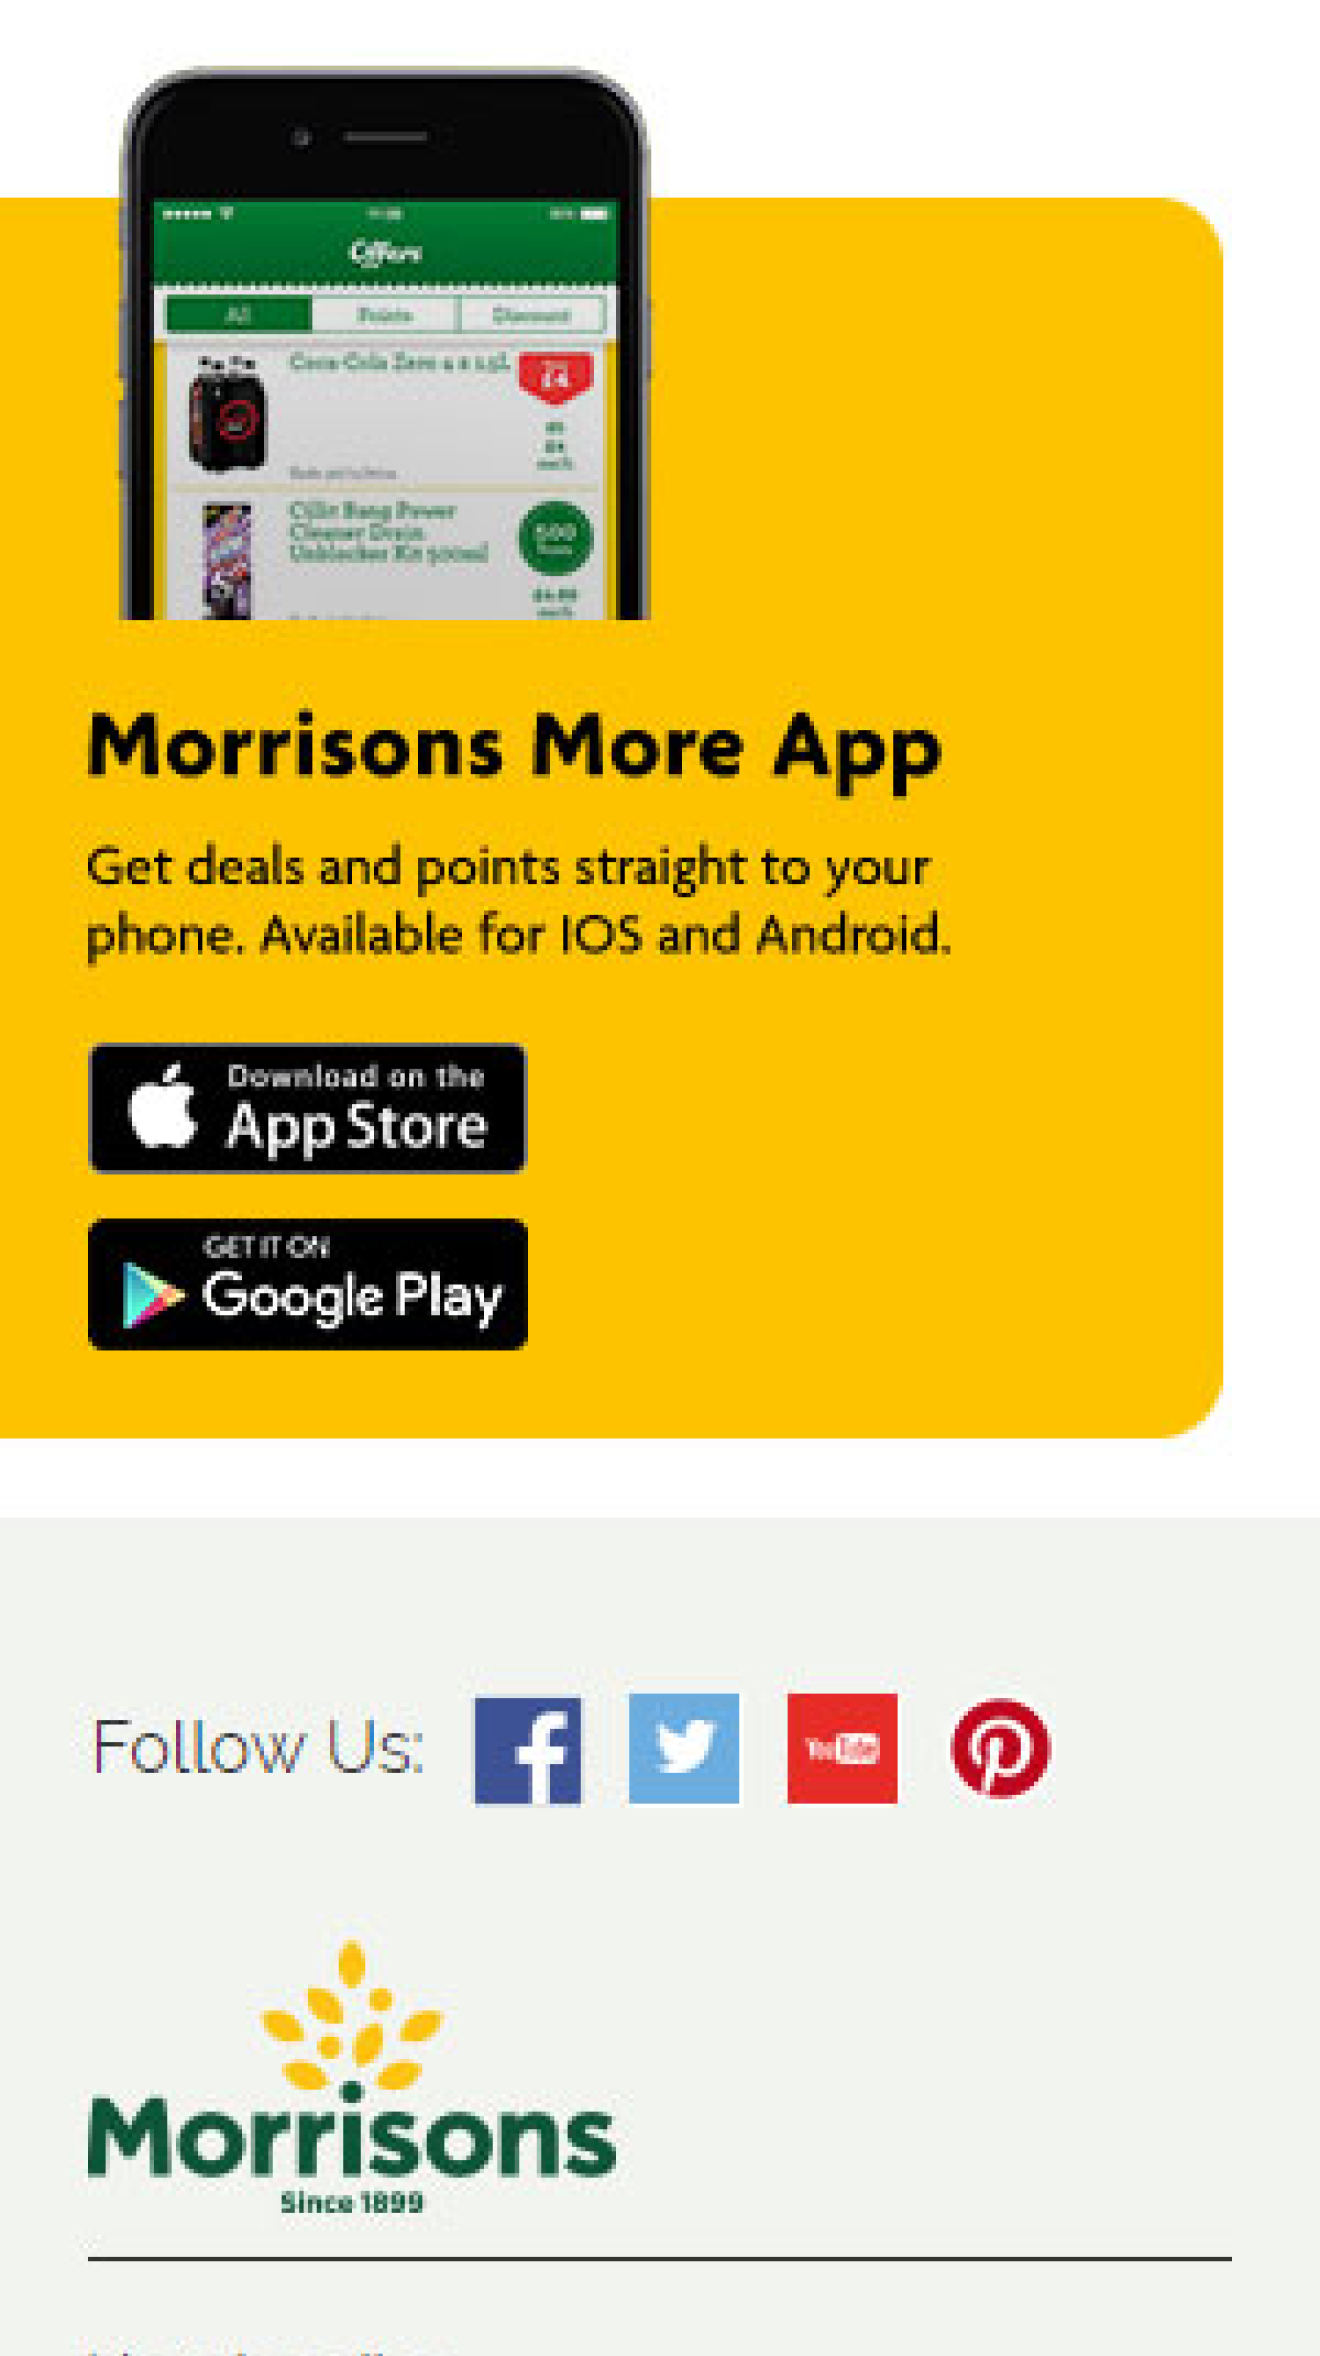 Offers
All
Points
Discount
Coca-Cola Zero 4 x 1.5L
Cillit Bang Power
Cleaner Drain
Unblocker Kit 500ml
500
each
Morrisons More App
Get deals and points straight to your
phone. Available for IOS and Android.
Download on the
App Store
GET IT ON
Google Play
Follow Us:
YouTube
Morrisons
Since 1899